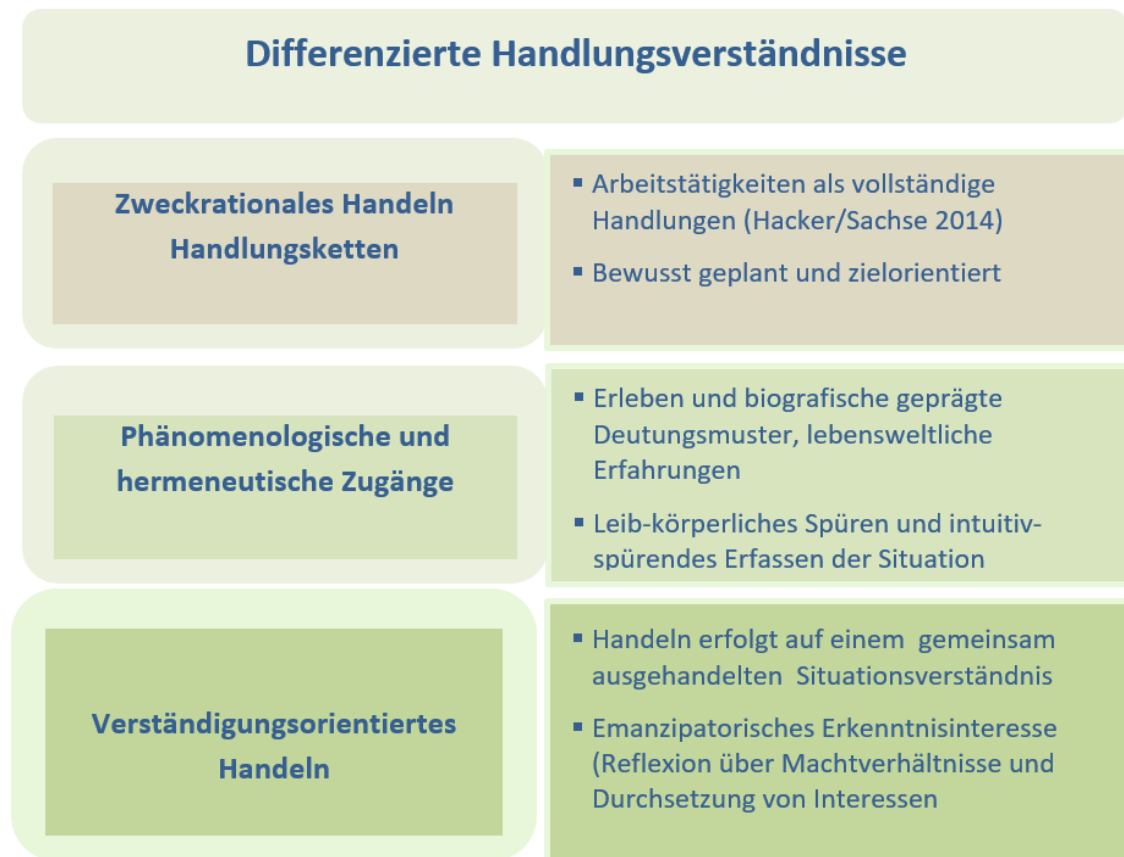 Differenzierte Handlungsverständnisse
Zweckrationales Handeln
Handlungsketten
▪ Arbeitstätigkeiten als vollständige
Handlungen (Hacker/Sachse 2014)
▪ Bewusst geplant und zielorientiert
Phänomenologische und
hermeneutische Zugänge
▪ Erleben und biografische geprägte
Deutungsmuster, lebensweltliche
Erfahrungen
▪ Leib-körperliches Spüren und intuitiv-
spürendes Erfassen der Situation
Verständigungsorientiertes
Handeln
▪ Handeln erfolgt auf einem gemeinsam
ausgehandelten Situationsverständnis
▪ Emanzipatorisches Erkenntnisinteresse
(Reflexion über Machtverhältnisse und
Durchsetzung von Interessen